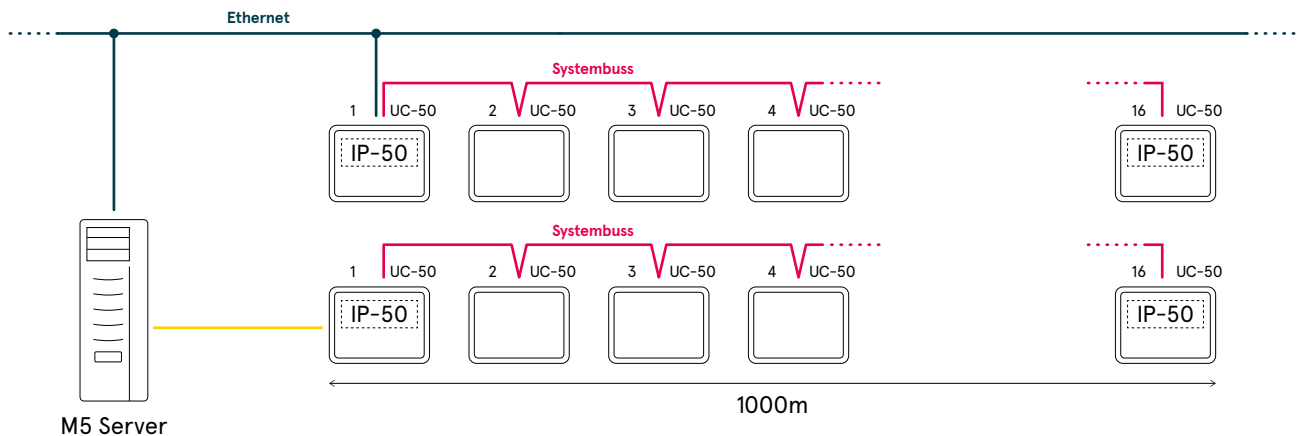 Ethernet
Systembuss
1 UC-50 2 UC-50 3 UC-50 4 UC-50 16 UC-50
IP-50 IP-50
Systembuss
1 UC-50 2 UC-50 3 UC-50 4 UC-50 16 UC-50
IP-50 IP-50
1000m
M5 Server